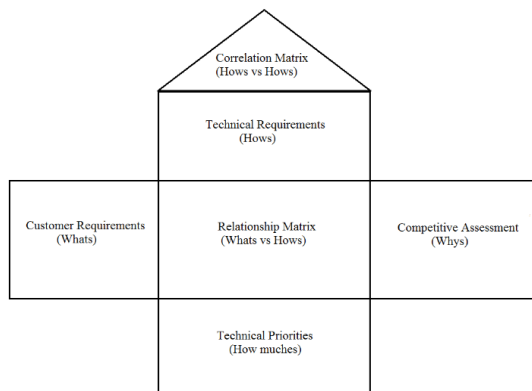 Correlation Matrix
(Hows vs Hows)
Technical Requirements
(Hows)
Customer Requirements
(Whats)
Relationship Matrix
(Whats vs Hows)
Competitive Assessment
(Whys)
Technical Priorities
(How muches)